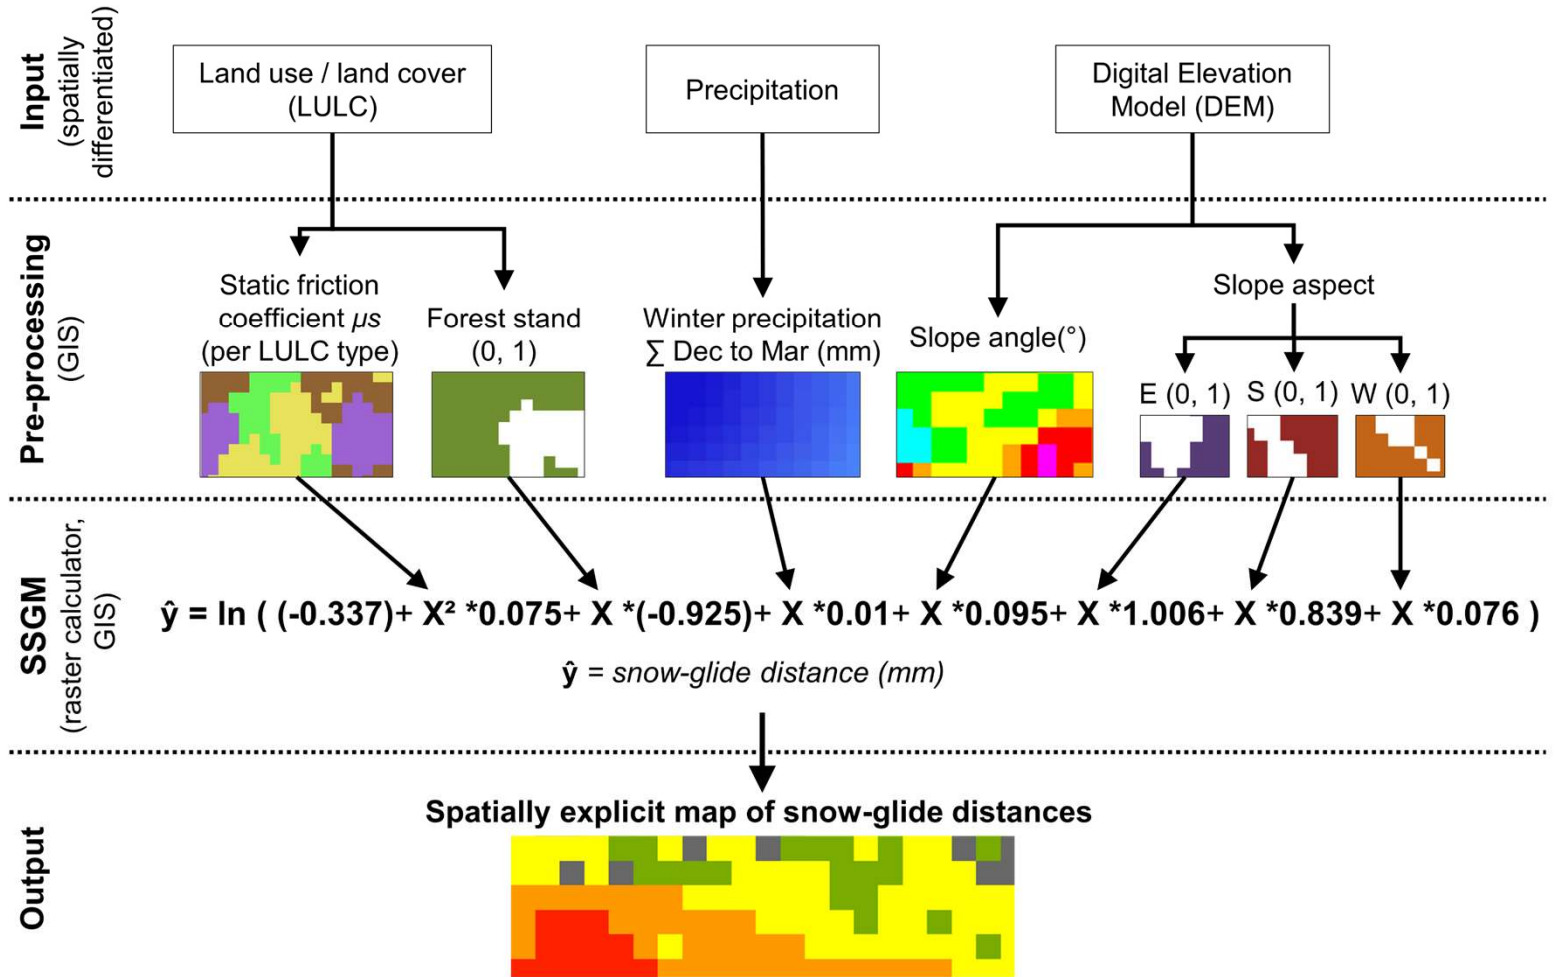 Input
(spatially
differentiated)
Land use / land cover
(LULC)
Precipitation
Digital Elevation
Model (DEM)
Pre-processing
(GIS)
Static friction
coefficient µs
(per LULC type)
Forest stand
(0, 1)
Winter precipitation
∑ Dec to Mar (mm)
Slope angle(°)
Slope aspect
E (0, 1)
S (0, 1)
W (0, 1)
SSGM
(raster calculator,
GIS)
ŷ = ln ( (-0.337)+ X² *0.075+ X *(-0.925)+ X *0.01+ X *0.095+ X *1.006+ X *0.839+ X *0.076 )
ŷ = snow-glide distance (mm)
Output
Spatially explicit map of snow-glide distances